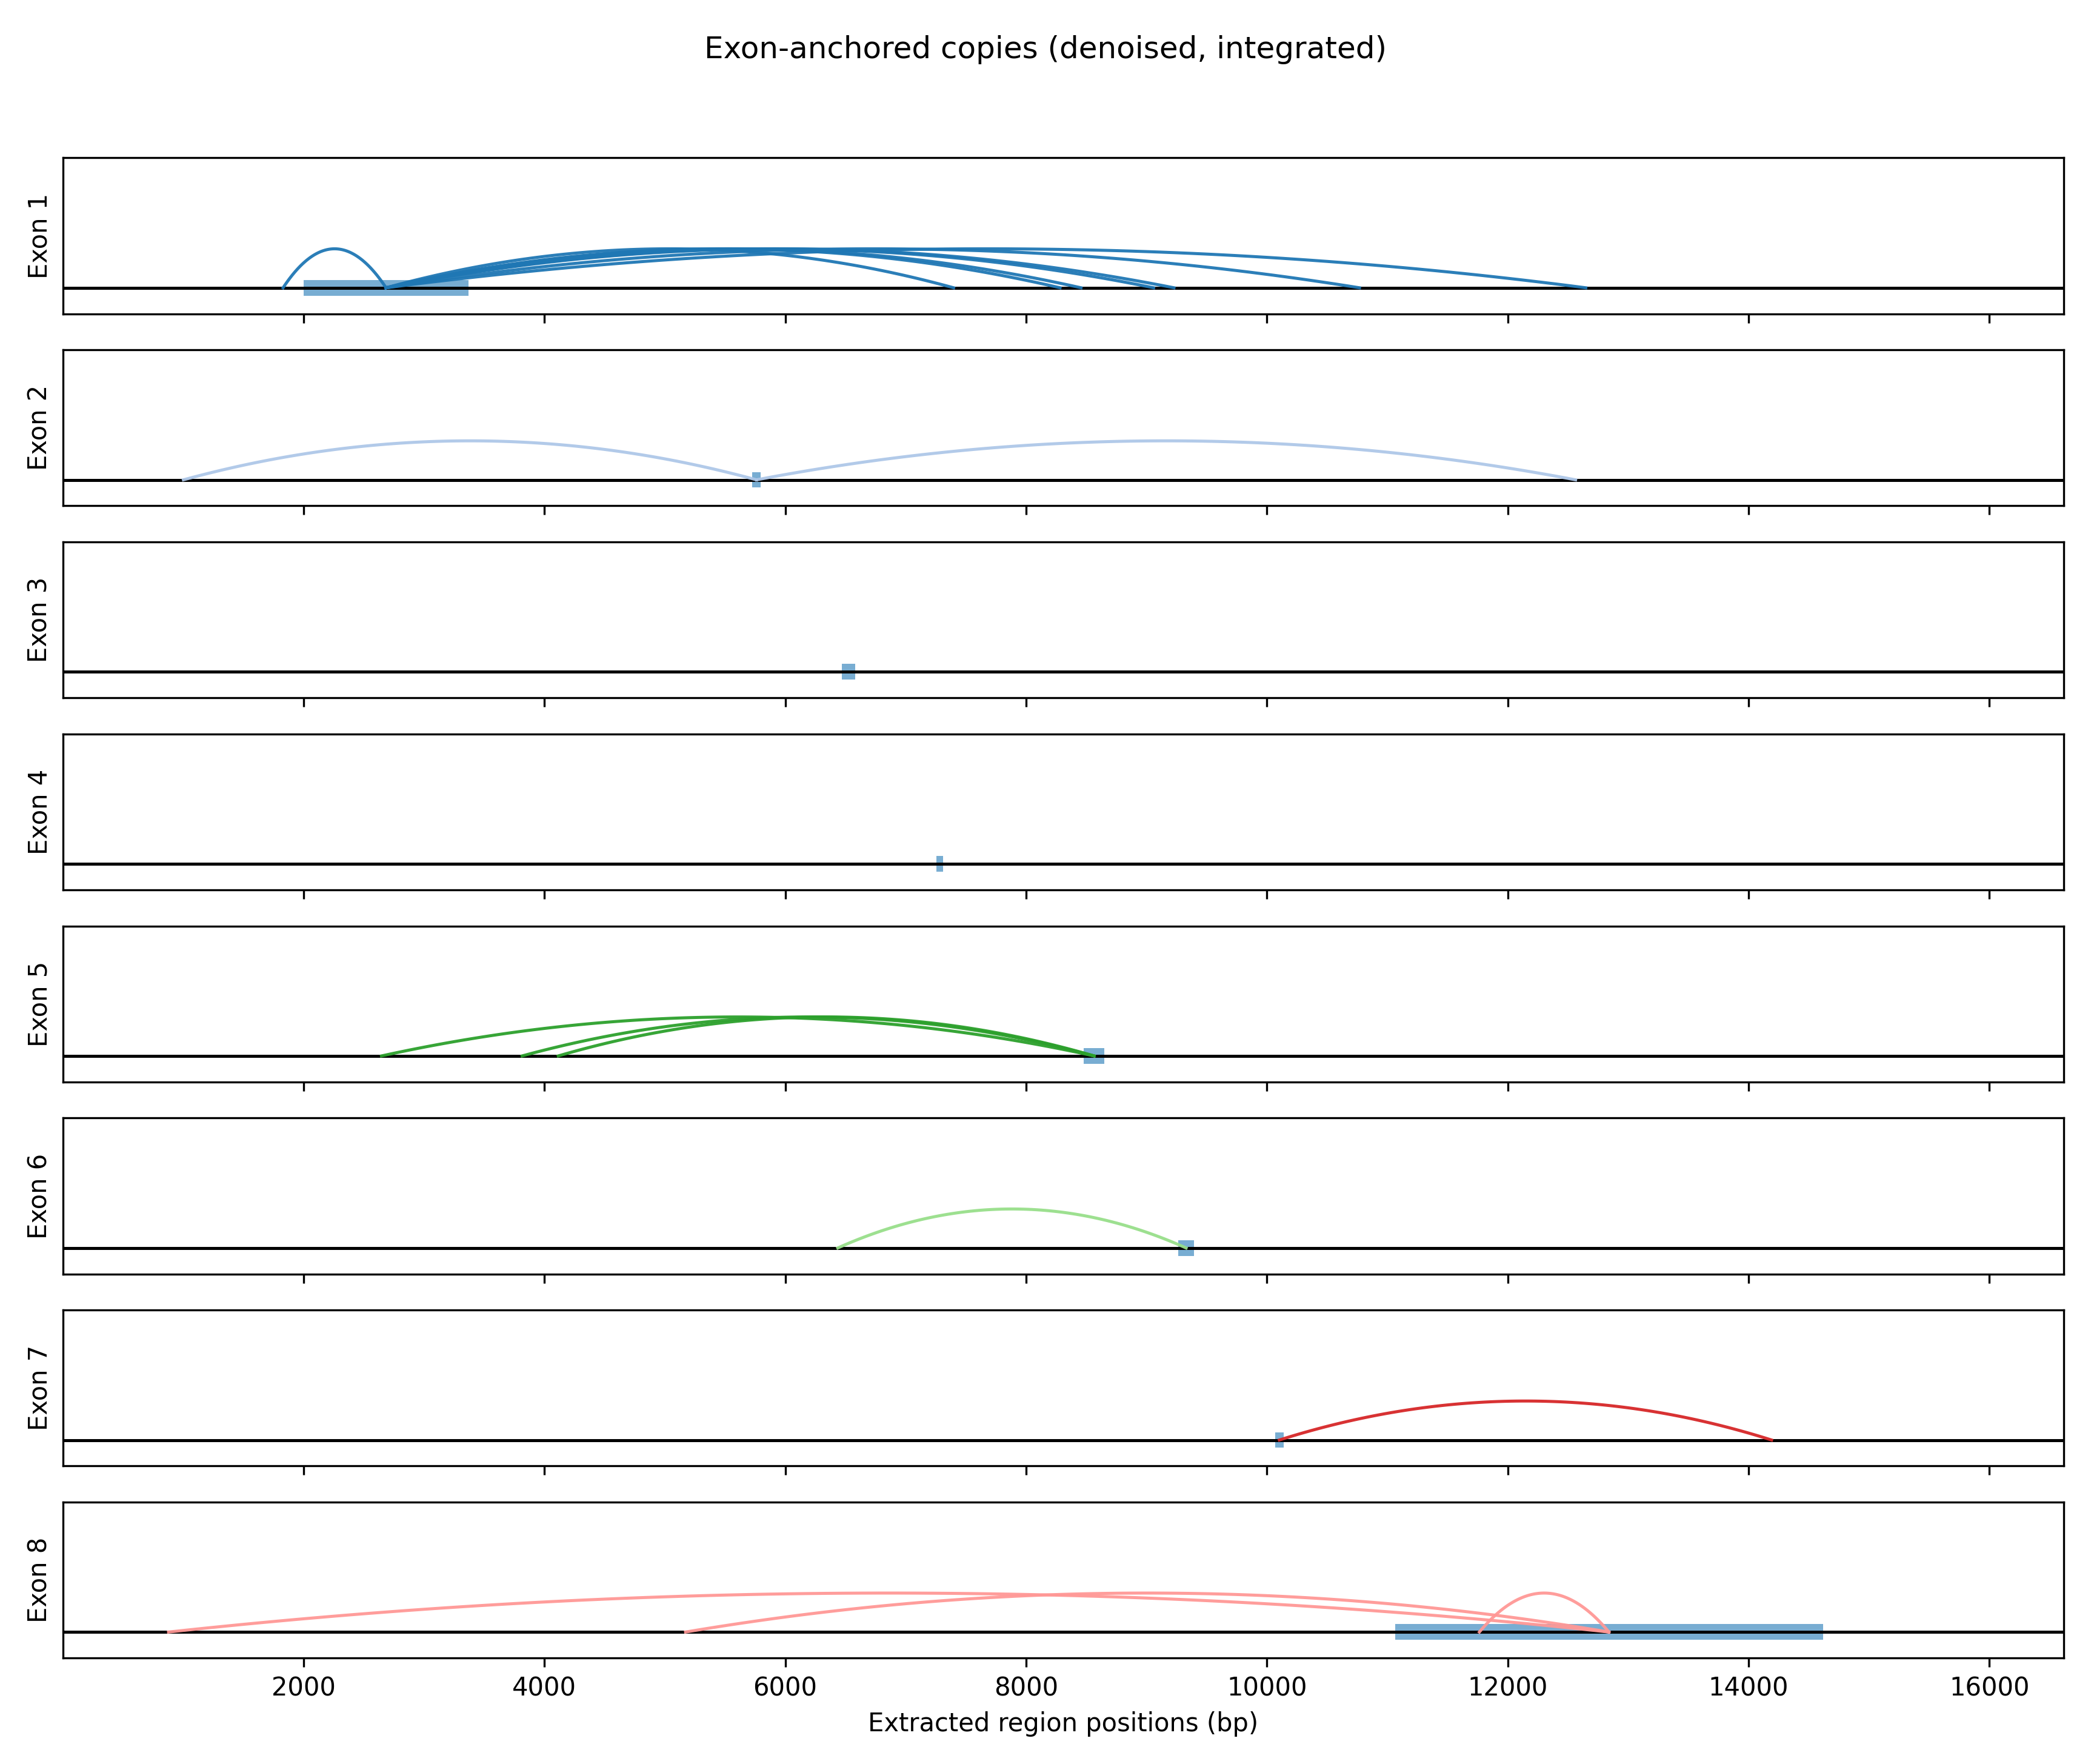 Exon-anchored copies (denoised, integrated)
Exon 1
Exon 2
Exon 3
Exon 4
Exon 5
Exon 6
Exon 7
Exon 8
2000 4000 6000 8000 10000 12000 14000 16000
Extracted region positions (bp)